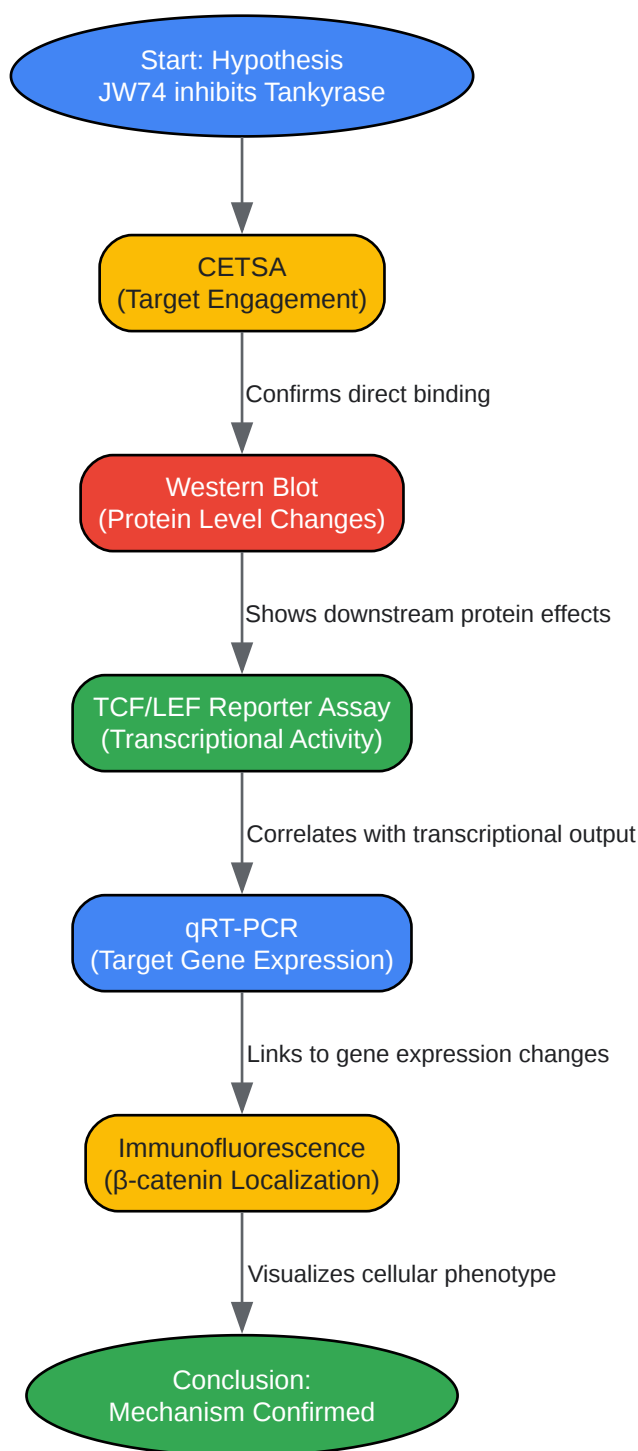 Start: Hypothesis
JW74 inhibits Tankyrase
CETSA
(Target Engagement)
Confirms direct binding
Western Blot
(Protein Level Changes)
Shows downstream protein effects
TCF/LEF Reporter Assay
(Transcriptional Activity)
Correlates with transcriptional output
qRT-PCR
(Target Gene Expression)
Links to gene expression changes
Immunofluorescence
(β-catenin Localization)
Visualizes cellular phenotype
Conclusion:
Mechanism Confirmed